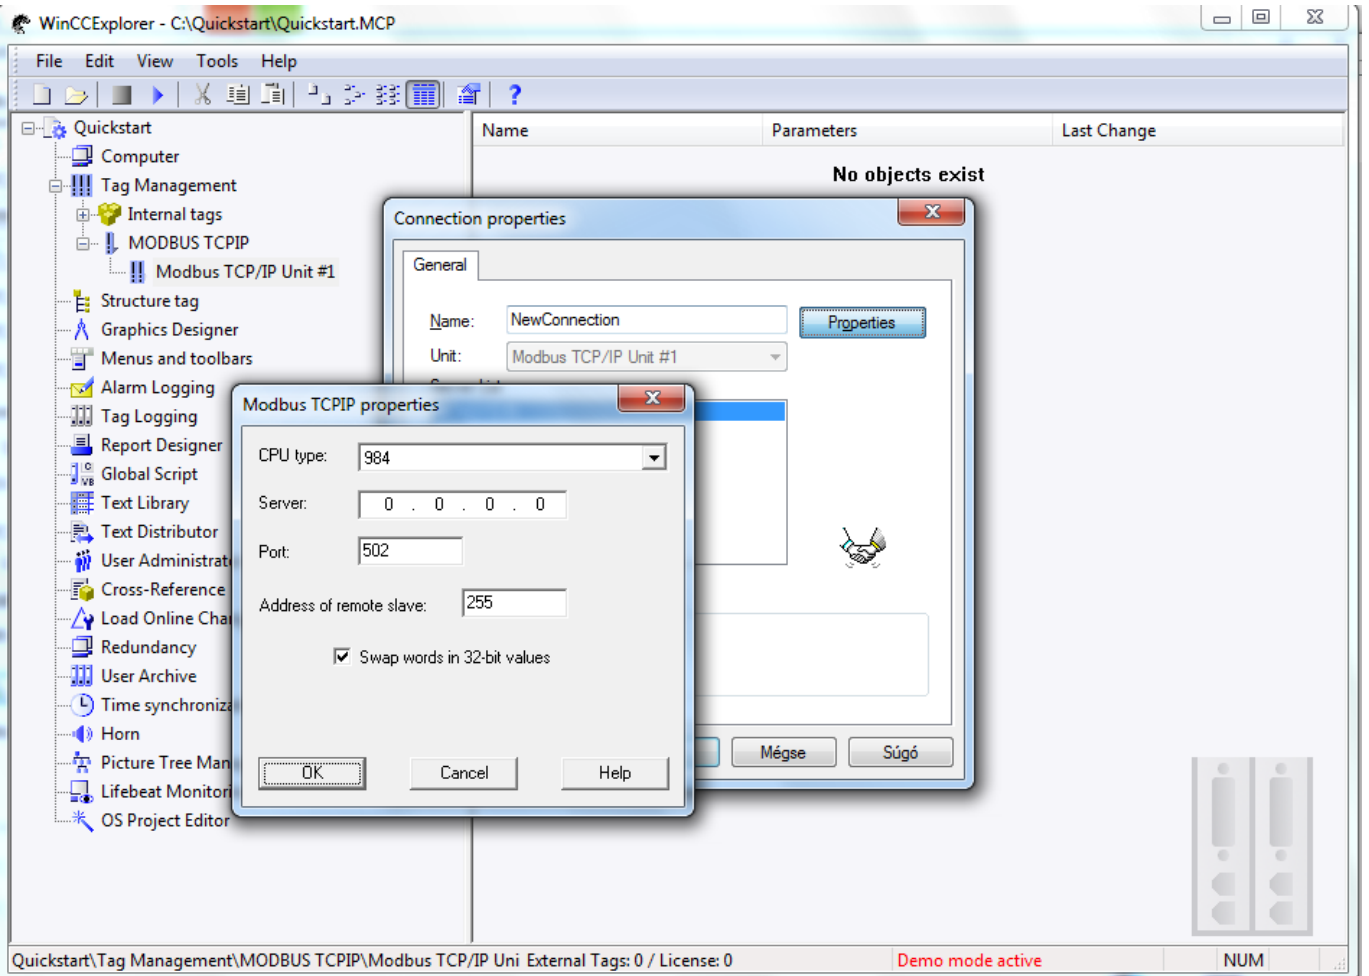 WinCCExplorer - C:\Quickstart\Quickstart.MCP
File Edit View Tools Help
Quickstart
Computer
Tag Management
Internal tags
MODBUS TCPIP
Modbus TCP/IP Unit #1
Structure tag
Graphics Designer
Menus and toolbars
Alarm Logging
Tag Logging
Report Designer
Global Script
Text Library
Text Distributor
User Administrat
Cross-Reference
Load Online Cha
Redundancy
User Archive
Time synchroniza
Horn
Picture Tree Man
Lifebeat Monitori
OS Project Editor
Name Parameters Last Change
No objects exist
Connection properties
General
Name: NewConnection Properties
Unit: Modbus TCP/IP Unit #1
Mégse Súgó
Modbus TCPIP properties
CPU type: 984
Server: 0 . 0 . 0 . 0
Port: 502
Address of remote slave: 255
Swap words in 32-bit values
OK Cancel Help
Quickstart\Tag Management\MODBUS TCPIP\Modbus TCP/IP Uni External Tags: 0 / License: 0 Demo mode active NUM